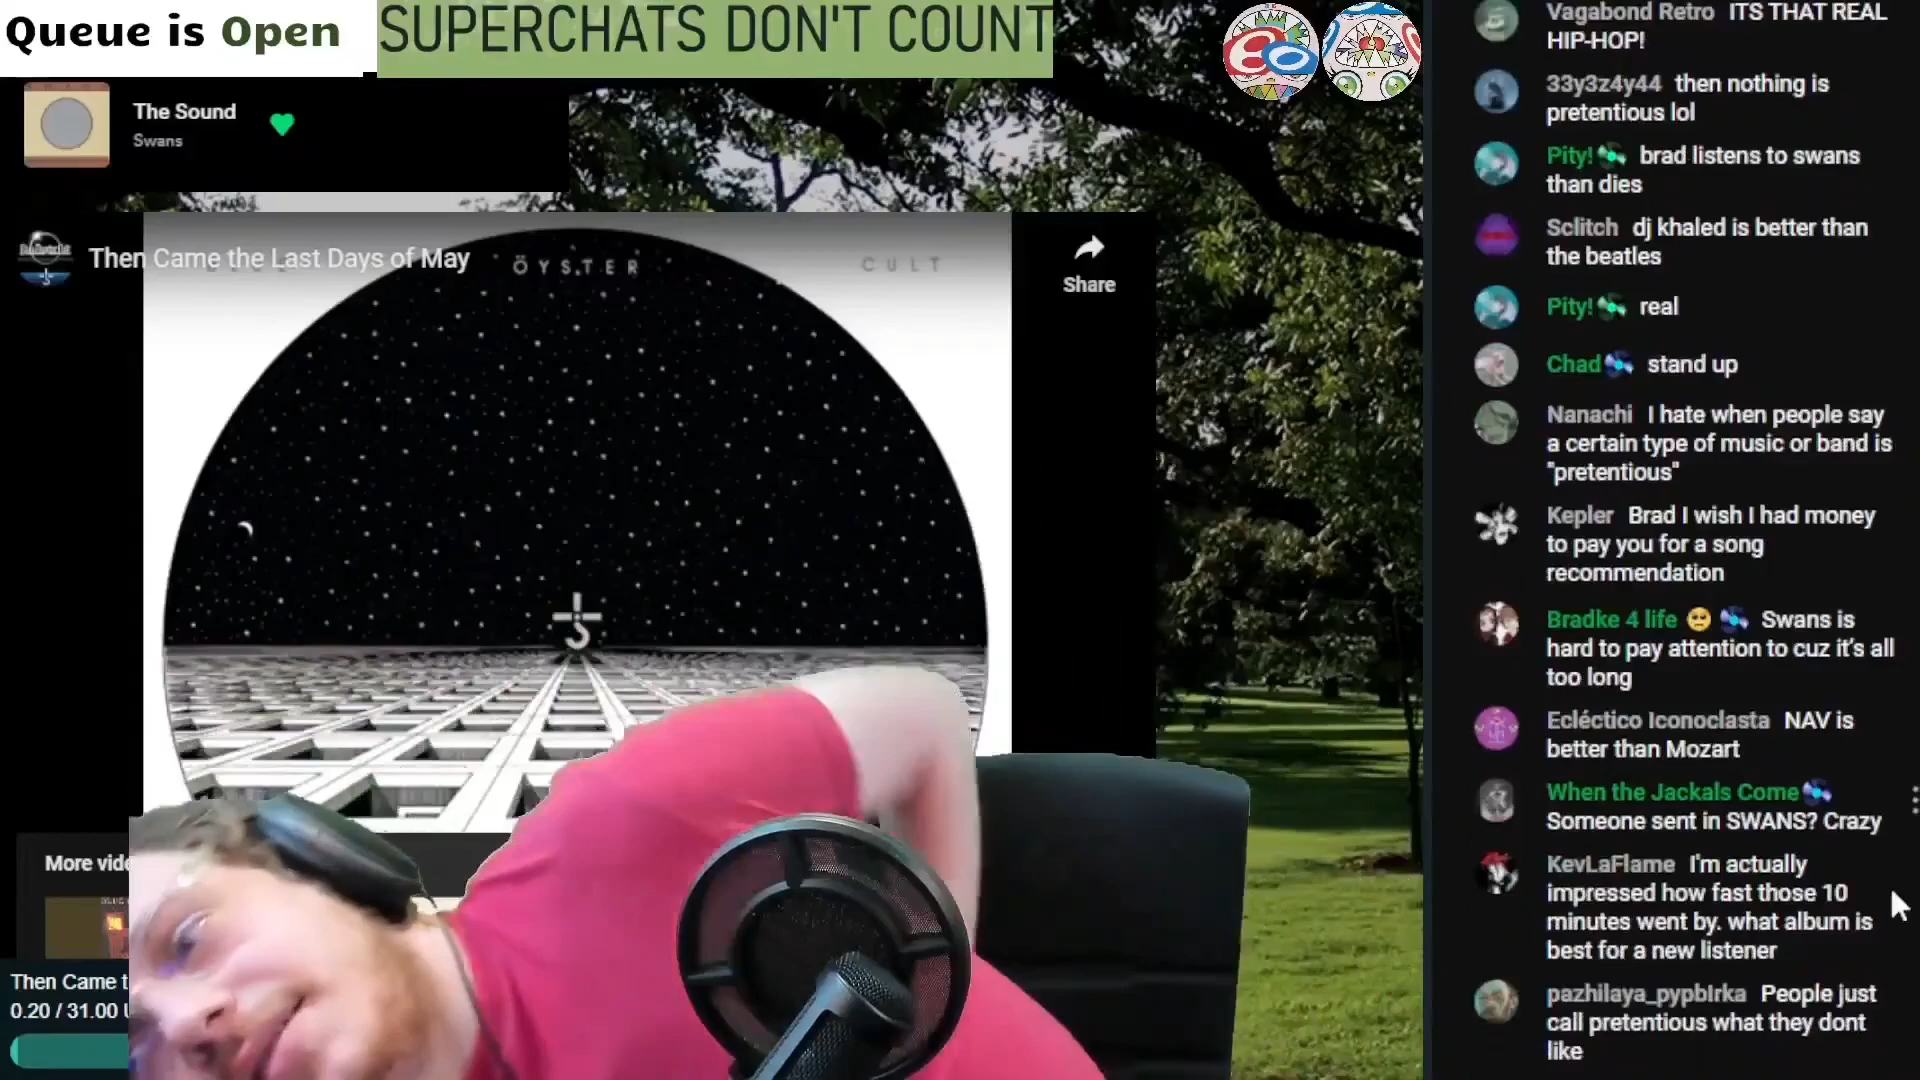 Queue is Open
SUPERCHATS DON'T COUNT
The Sound
Swans
Then Came the Last Days of May
ÖYSTER
CULT
Share
More vide
Then Came t
0.20 / 31.00
Vagabond Retro ITS THAT REAL
HIP-HOP!
33y3z4y44 then nothing is
pretentious lol
Pity! brad listens to swans
than dies
Sclitch dj khaled is better than
the beatles
Pity! real
Chad stand up
Nanachi I hate when people say
a certain type of music or band is
"pretentious"
Kepler Brad I wish I had money
to pay you for a song
recommendation
Bradke 4 life 🥺 Swans is
hard to pay attention to cuz it's all
too long
Ecléctico Iconoclasta NAV is
better than Mozart
When the Jackals Come
Someone sent in SWANS? Crazy
KevLaFlame I'm actually
impressed how fast those 10
minutes went by. what album is
best for a new listener
pazhilaya_pypbIrka People just
call pretentious what they dont
like